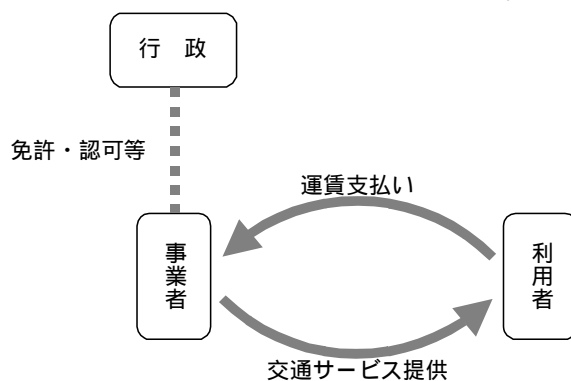 行　政
免許・認可等
運賃支払い
事業者
利用者
交通サービス提供